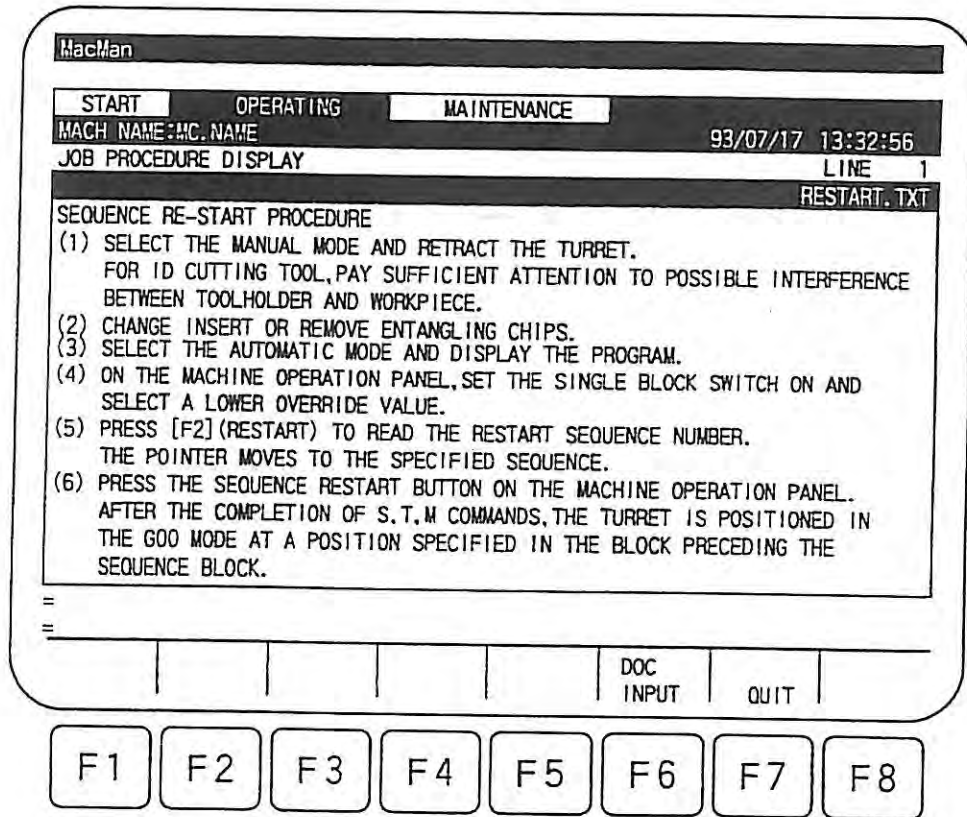 MacMan
START OPERATING MAINTENANCE
MACH NAME:MC.NAME 93/07/17 13:32:56
JOB PROCEDURE DISPLAY LINE 1
RESTART.TXT
SEQUENCE RE-START PROCEDURE
(1) SELECT THE MANUAL MODE AND RETRACT THE TURRET.
FOR ID CUTTING TOOL,PAY SUFFICIENT ATTENTION TO POSSIBLE INTERFERENCE
BETWEEN TOOLHOLDER AND WORKPIECE.
(2) CHANGE INSERT OR REMOVE ENTANGLING CHIPS.
(3) SELECT THE AUTOMATIC MODE AND DISPLAY THE PROGRAM.
(4) ON THE MACHINE OPERATION PANEL,SET THE SINGLE BLOCK SWITCH ON AND
SELECT A LOWER OVERRIDE VALUE.
(5) PRESS [F2](RESTART) TO READ THE RESTART SEQUENCE NUMBER.
THE POINTER MOVES TO THE SPECIFIED SEQUENCE.
(6) PRESS THE SEQUENCE RESTART BUTTON ON THE MACHINE OPERATION PANEL.
AFTER THE COMPLETION OF S,T,M COMMANDS,THE TURRET IS POSITIONED IN
THE G00 MODE AT A POSITION SPECIFIED IN THE BLOCK PRECEDING THE
SEQUENCE BLOCK.
=
=
DOC
INPUT QUIT
F1 F2 F3 F4 F5 F6 F7 F8